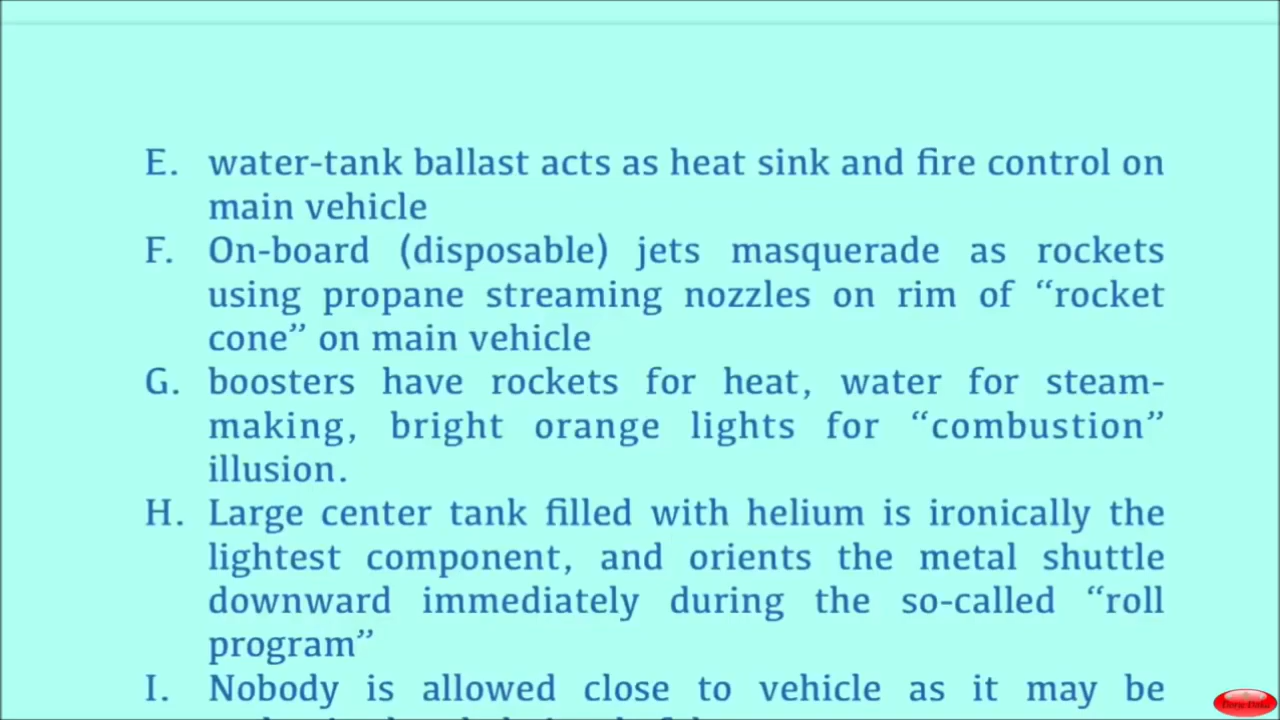 E. water-tank ballast acts as heat sink and fire control on
main vehicle
F. On-board (disposable) jets masquerade as rockets
using propane streaming nozzles on rim of “rocket
cone” on main vehicle
G. boosters have rockets for heat, water for steam-
making, bright orange lights for “combustion”
illusion.
H. Large center tank filled with helium is ironically the
lightest component, and orients the metal shuttle
downward immediately during the so-called “roll
program”
I. Nobody is allowed close to vehicle as it may be